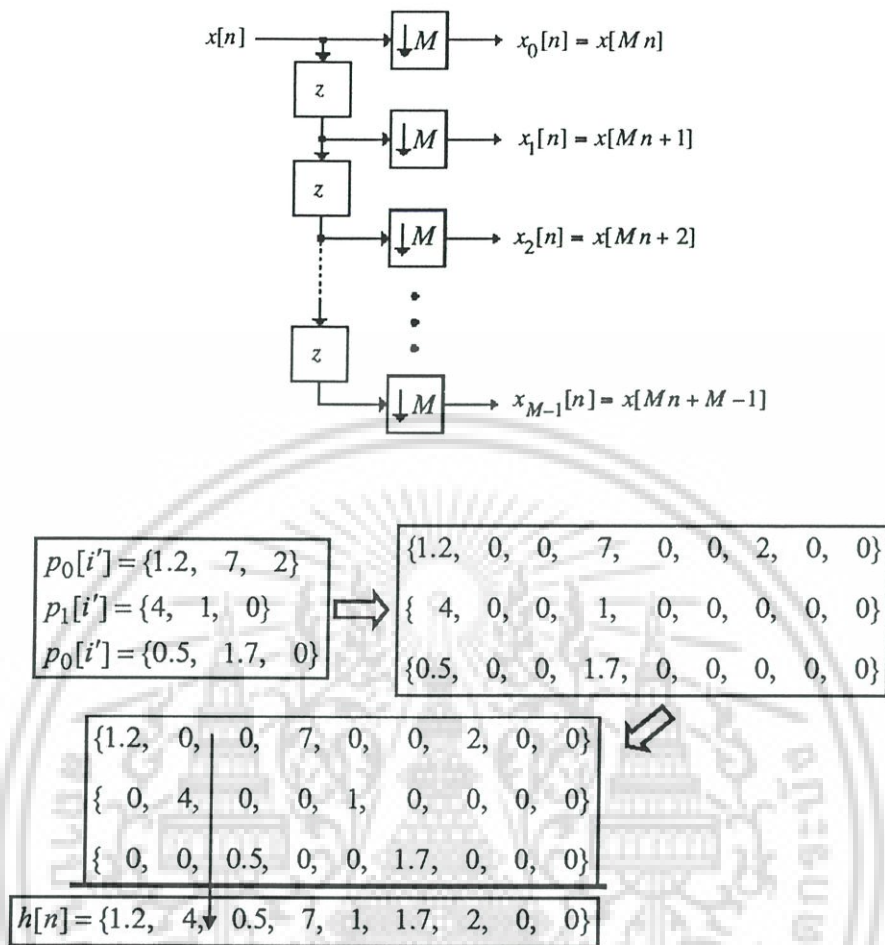 x[n]
↓M
x_0[n] = x[Mn]
z
↓M
x_1[n] = x[Mn + 1]
z
↓M
x_2[n] = x[Mn + 2]
z
↓M
x_{M-1}[n] = x[Mn + M − 1]
p_0[i′] = {1.2, 7, 2}
p_1[i′] = {4, 1, 0}
p_0[i′] = {0.5, 1.7, 0}
{1.2, 0, 0, 7, 0, 0, 2, 0, 0}
{ 4, 0, 0, 1, 0, 0, 0, 0, 0}
{0.5, 0, 0, 1.7, 0, 0, 0, 0, 0}
{1.2, 0, 0, 7, 0, 0, 2, 0, 0}
{ 0, 4, 0, 0, 1, 0, 0, 0, 0}
{ 0, 0, 0.5, 0, 0, 1.7, 0, 0, 0}
h[n] = {1.2, 4, 0.5, 7, 1, 1.7, 2, 0, 0}